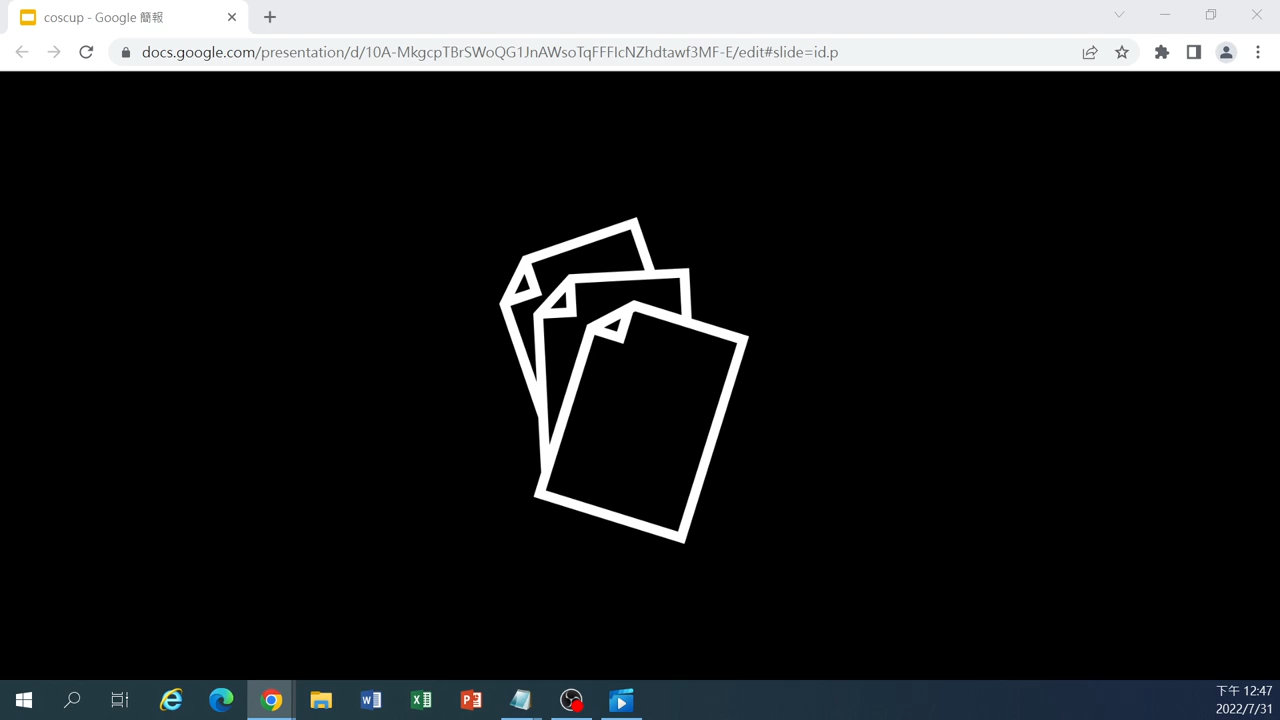 coscup - Google 簡報
docs.google.com/presentation/d/10A-MkgcpTBrSWoQG1JnAWsoTqFFFIcNZhdtawf3MF-E/edit#slide=id.p
下午 12:47
2022/7/31